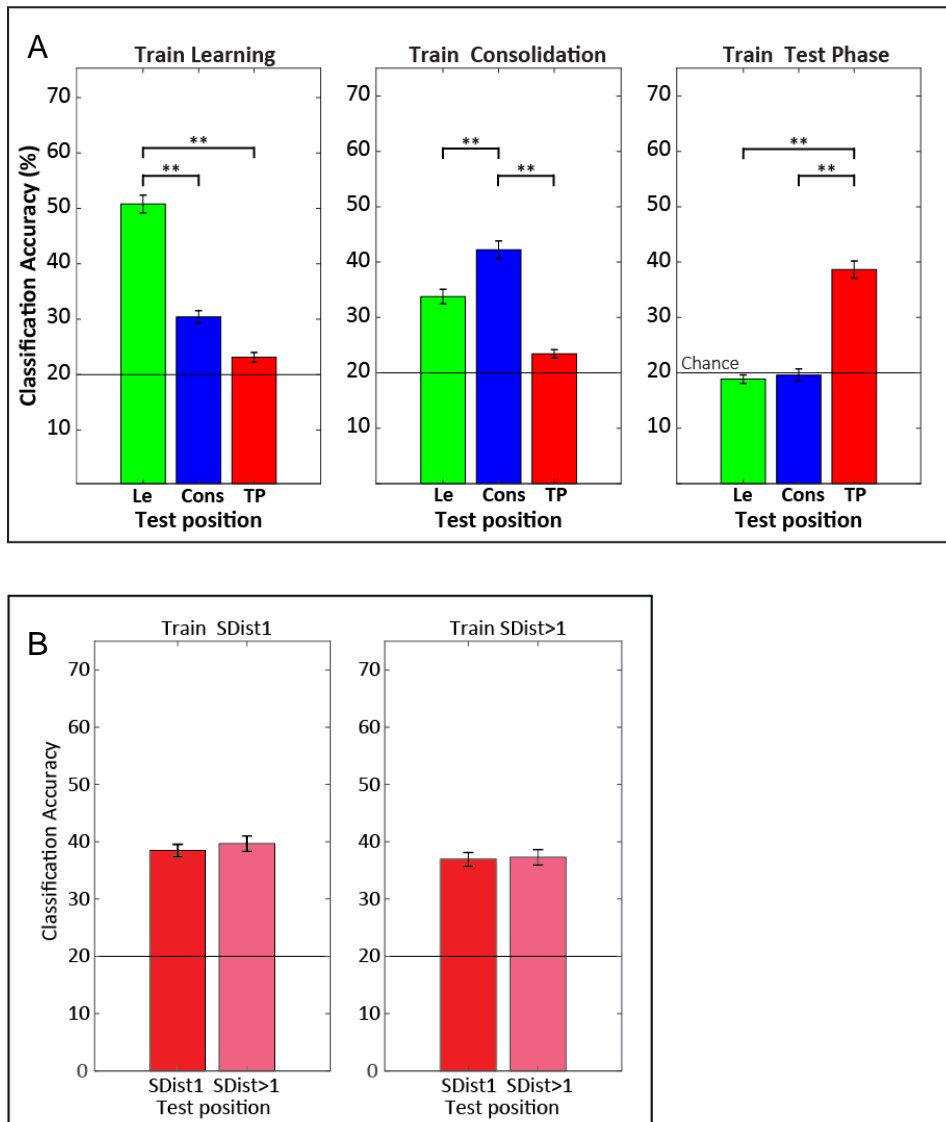 A
Train Learning
Train Consolidation
Train Test Phase
Classification Accuracy (%)
70
60
50
40
30
20
10
**
**
Le Cons TP
Test position
70
60
50
40
30
20
10
**
**
Le Cons TP
Test position
70
60
50
40
30
20
10
**
**
Chance
Le Cons TP
Test position
B
Train SDist1
Train SDist>1
Classification Accuracy
70
60
50
40
30
20
10
0
SDist1 SDist>1
Test position
70
60
50
40
30
20
10
0
SDist1 SDist>1
Test position